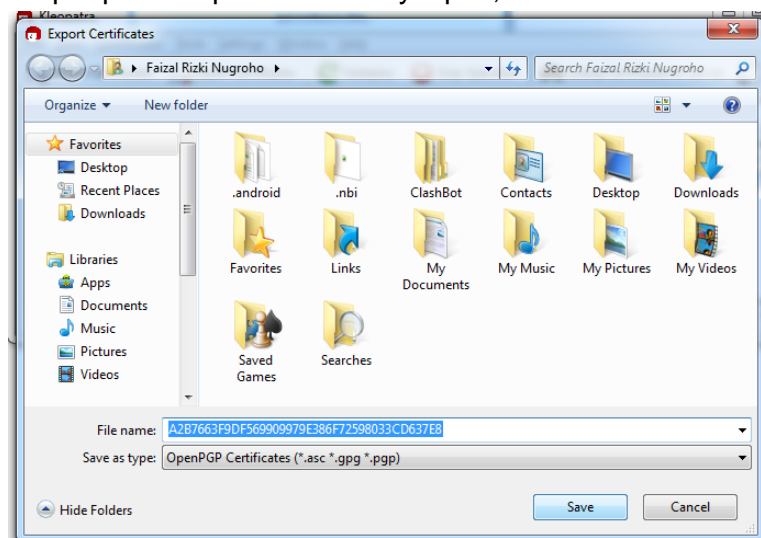 Kleopatra
Export Certificates
Faizal Rizki Nugroho
Search Faizal Rizki Nugroho
Organize
New folder
Favorites
Desktop
Recent Places
Downloads
Libraries
Apps
Documents
Music
Pictures
Videos
.android
.nbi
ClashBot
Contacts
Desktop
Downloads
Favorites
Links
My Documents
My Music
My Pictures
My Videos
Saved Games
Searches
File name: A2B7663F9DF569909979E386F72598033CD637E8
Save as type: OpenPGP Certificates (*.asc *.gpg *.pgp)
Hide Folders
Save
Cancel